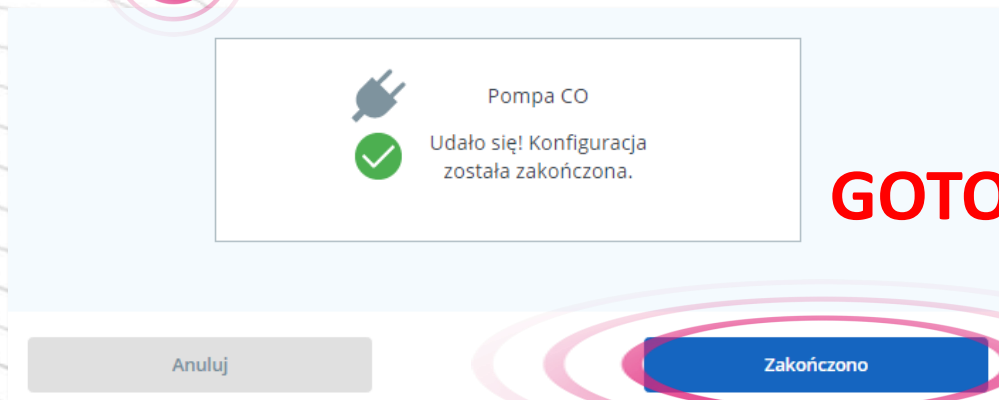 Pompa CO
Udało się! Konfiguracja
została zakończona.
GOTO
Anuluj
Zakończono